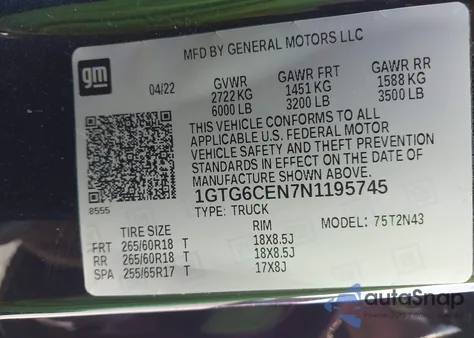 MFD BY GENERAL MOTORS LLC
gm
04/22
GVWR GAWR FRT GAWR RR
2722 KG 1451 KG 1588 KG
6000 LB 3200 LB 3500 LB
THIS VEHICLE CONFORMS TO ALL
APPLICABLE U.S. FEDERAL MOTOR
VEHICLE SAFETY AND THEFT PREVENTION
STANDARDS IN EFFECT ON THE DATE OF
MANUFACTURE SHOWN ABOVE.
8555
1GTG6CEN7N1195745
TYPE: TRUCK MODEL: 75T2N43
TIRE SIZE RIM
FRT 265/60R18 T 18X8.5J
RR 265/60R18 T 18X8.5J
SPA 255/65R17 T 17X8J
autoSnap